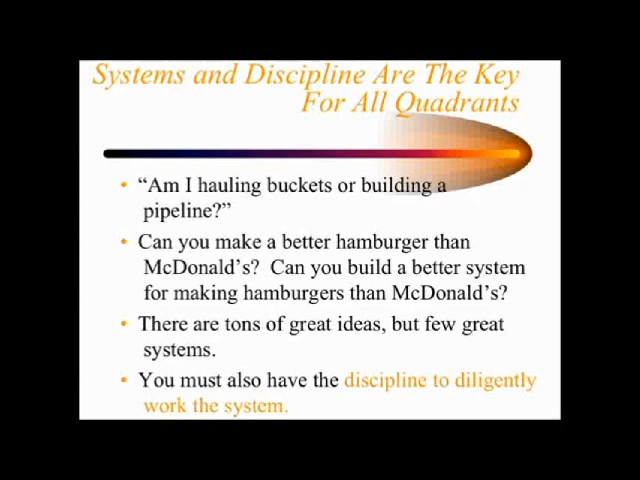 Systems and Discipline Are The Key
For All Quadrants
• “Am I hauling buckets or building a
pipeline?”
• Can you make a better hamburger than
McDonald’s?  Can you build a better system
for making hamburgers than McDonald’s?
• There are tons of great ideas, but few great
systems.
• You must also have the discipline to diligently
work the system.